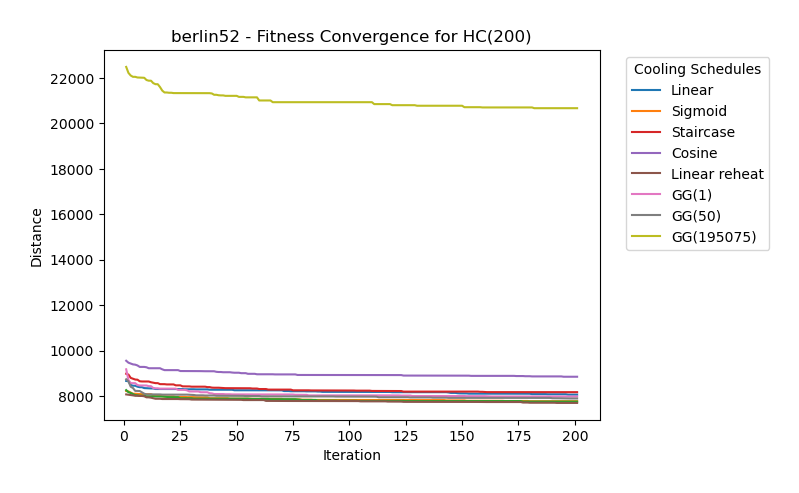 berlin52 - Fitness Convergence for HC(200)
Cooling Schedules
Linear
Sigmoid
Staircase
Cosine
Linear reheat
GG(1)
GG(50)
GG(195075)
Distance
22000
20000
18000
16000
14000
12000
10000
8000
0 25 50 75 100 125 150 175 200
Iteration